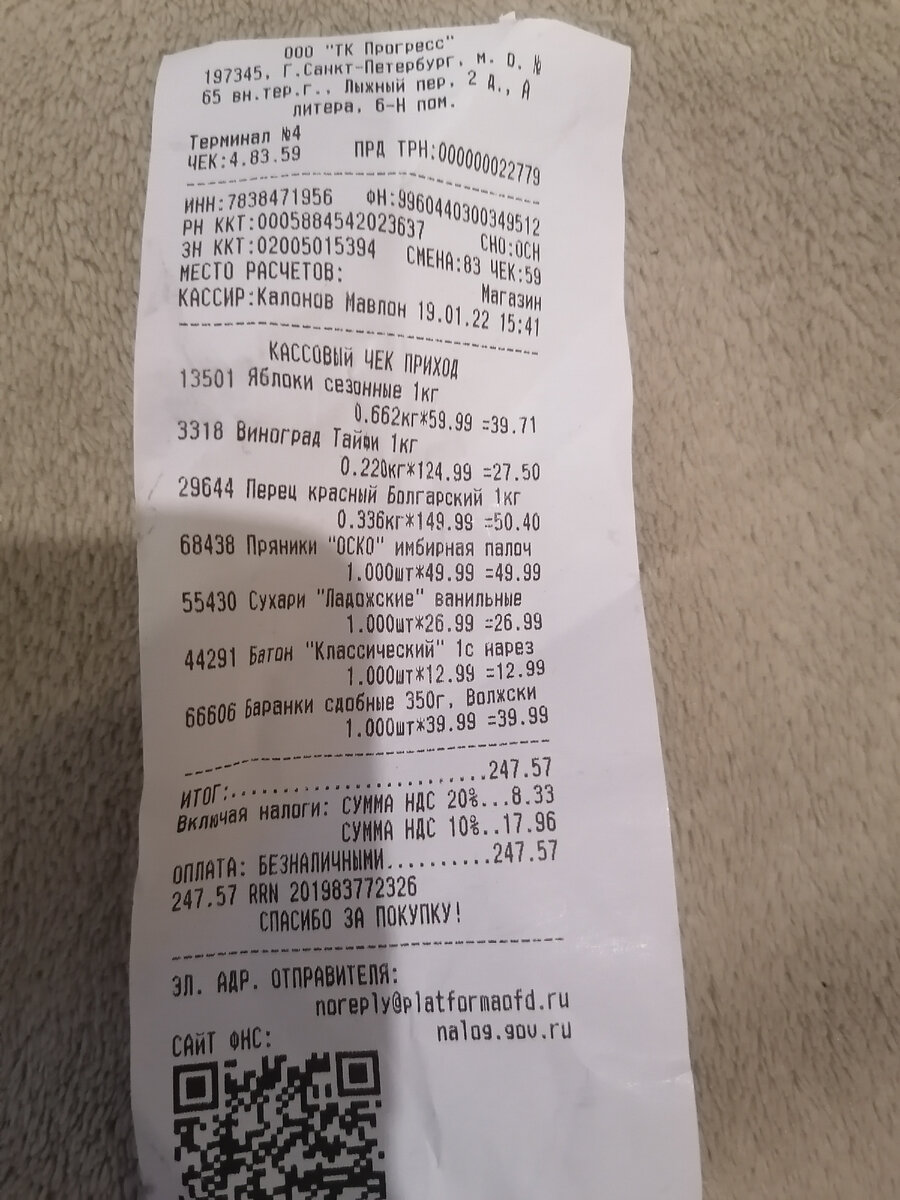 ООО "ТК Прогресс"
197345, Г.Санкт-Петербург, м. О. №
65 вн.тер.г., Лыжный пер, 2 Д., А
литера, 6-Н пом.
Терминал №4
ЧЕК:4.83.59 ПРД ТРН:000000022779
ИНН:7838471956 ФН:9960440300349512
РН ККТ:0005884542023637 СНО:ОСН
ЗН ККТ:02005015394 СМЕНА:83 ЧЕК:59
МЕСТО РАСЧЕТОВ: Магазин
КАССИР:Калонов Мавлон 19.01.22 15:41
КАССОВЫЙ ЧЕК ПРИХОД
13501 Яблоки сезонные 1кг
0.662кг*59.99 =39.71
3318 Виноград Тайфи 1кг
0.220кг*124.99 =27.50
29644 Перец красный Болгарский 1кг
0.336кг*149.99 =50.40
68438 Пряники "ОСКО" имбирная палоч
1.000шт*49.99 =49.99
55430 Сухари "Ладожские" ванильные
1.000шт*26.99 =26.99
44291 Батон "Классический" 1с нарез
1.000шт*12.99 =12.99
66606 Баранки сдобные 350г, Волжски
1.000шт*39.99 =39.99
ИТОГ:.........................247.57
Включая налоги: СУММА НДС 20%...8.33
СУММА НДС 10%..17.96
ОПЛАТА: БЕЗНАЛИЧНЫМИ..........247.57
247.57 RRN 201983772326
СПАСИБО ЗА ПОКУПКУ!
ЭЛ. АДР. ОТПРАВИТЕЛЯ:
noreply@platformaofd.ru
САЙТ ФНС: nalog.gov.ru